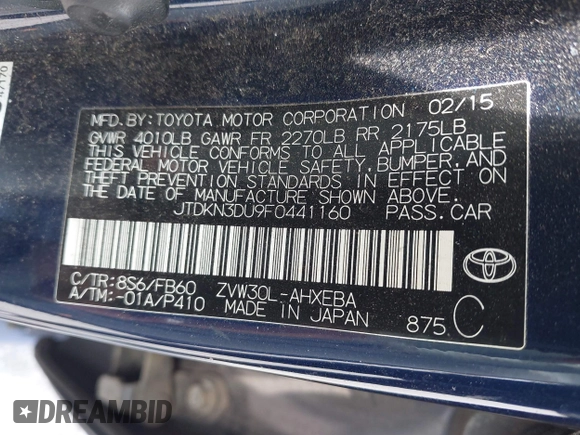 47170
MFD. BY: TOYOTA MOTOR CORPORATION 02/15
GVWR 4010LB GAWR FR 2270LB RR 2175LB
THIS VEHICLE CONFORMS TO ALL APPLICABLE
FEDERAL MOTOR VEHICLE SAFETY, BUMPER, AND
THEFT PREVENTION STANDARDS IN EFFECT ON
THE DATE OF MANUFACTURE SHOWN ABOVE.
JTDKN3DU9F0441160 PASS. CAR
C/TR: 8S6/FB60 ZVW30L-AHXEBA
A/TM: -01A/P410 MADE IN JAPAN 875 C
DREAMBID